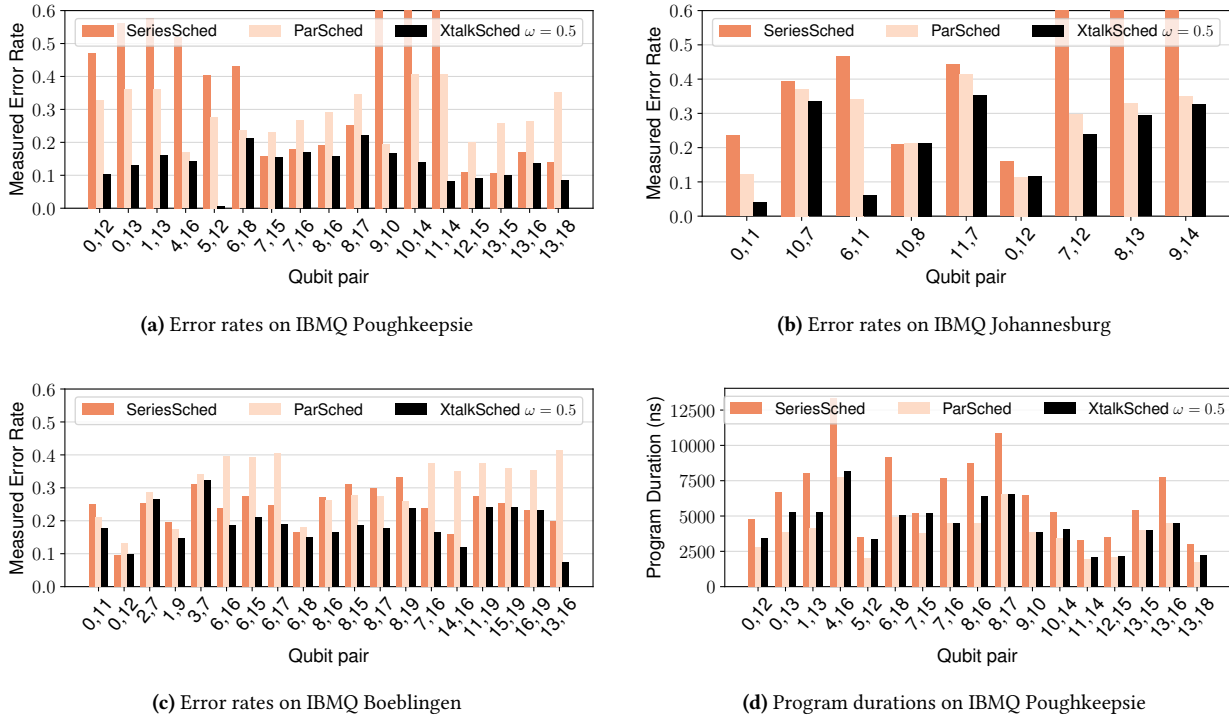 0.6
0.5
0.4
0.3
0.2
0.1
0.0
Measured Error Rate
SeriesSched ParSched XtalkSched ω = 0.5
0,12 0,13 1,13 4,16 5,12 6,18 7,15 7,16 8,16 8,17 9,10 10,14 11,14 12,15 13,15 13,16 13,18
Qubit pair
(a) Error rates on IBMQ Poughkeepsie
0.6
0.5
0.4
0.3
0.2
0.1
0.0
Measured Error Rate
SeriesSched ParSched XtalkSched ω = 0.5
0,11 10,7 6,11 10,8 11,7 0,12 7,12 8,13 9,14
Qubit pair
(b) Error rates on IBMQ Johannesburg
0.6
0.5
0.4
0.3
0.2
0.1
0.0
Measured Error Rate
SeriesSched ParSched XtalkSched ω = 0.5
0,11 0,12 2,7 1,9 3,7 6,16 6,15 6,17 6,18 8,16 8,15 8,17 8,19 7,16 14,16 11,19 15,19 16,19 13,16
Qubit pair
(c) Error rates on IBMQ Boeblingen
12500
10000
7500
5000
2500
0
Program Duration (ns)
SeriesSched ParSched XtalkSched ω = 0.5
0,12 0,13 1,13 4,16 5,12 6,18 7,15 7,16 8,16 8,17 9,10 10,14 11,14 12,15 13,15 13,16 13,18
Qubit pair
(d) Program durations on IBMQ Poughkeepsie